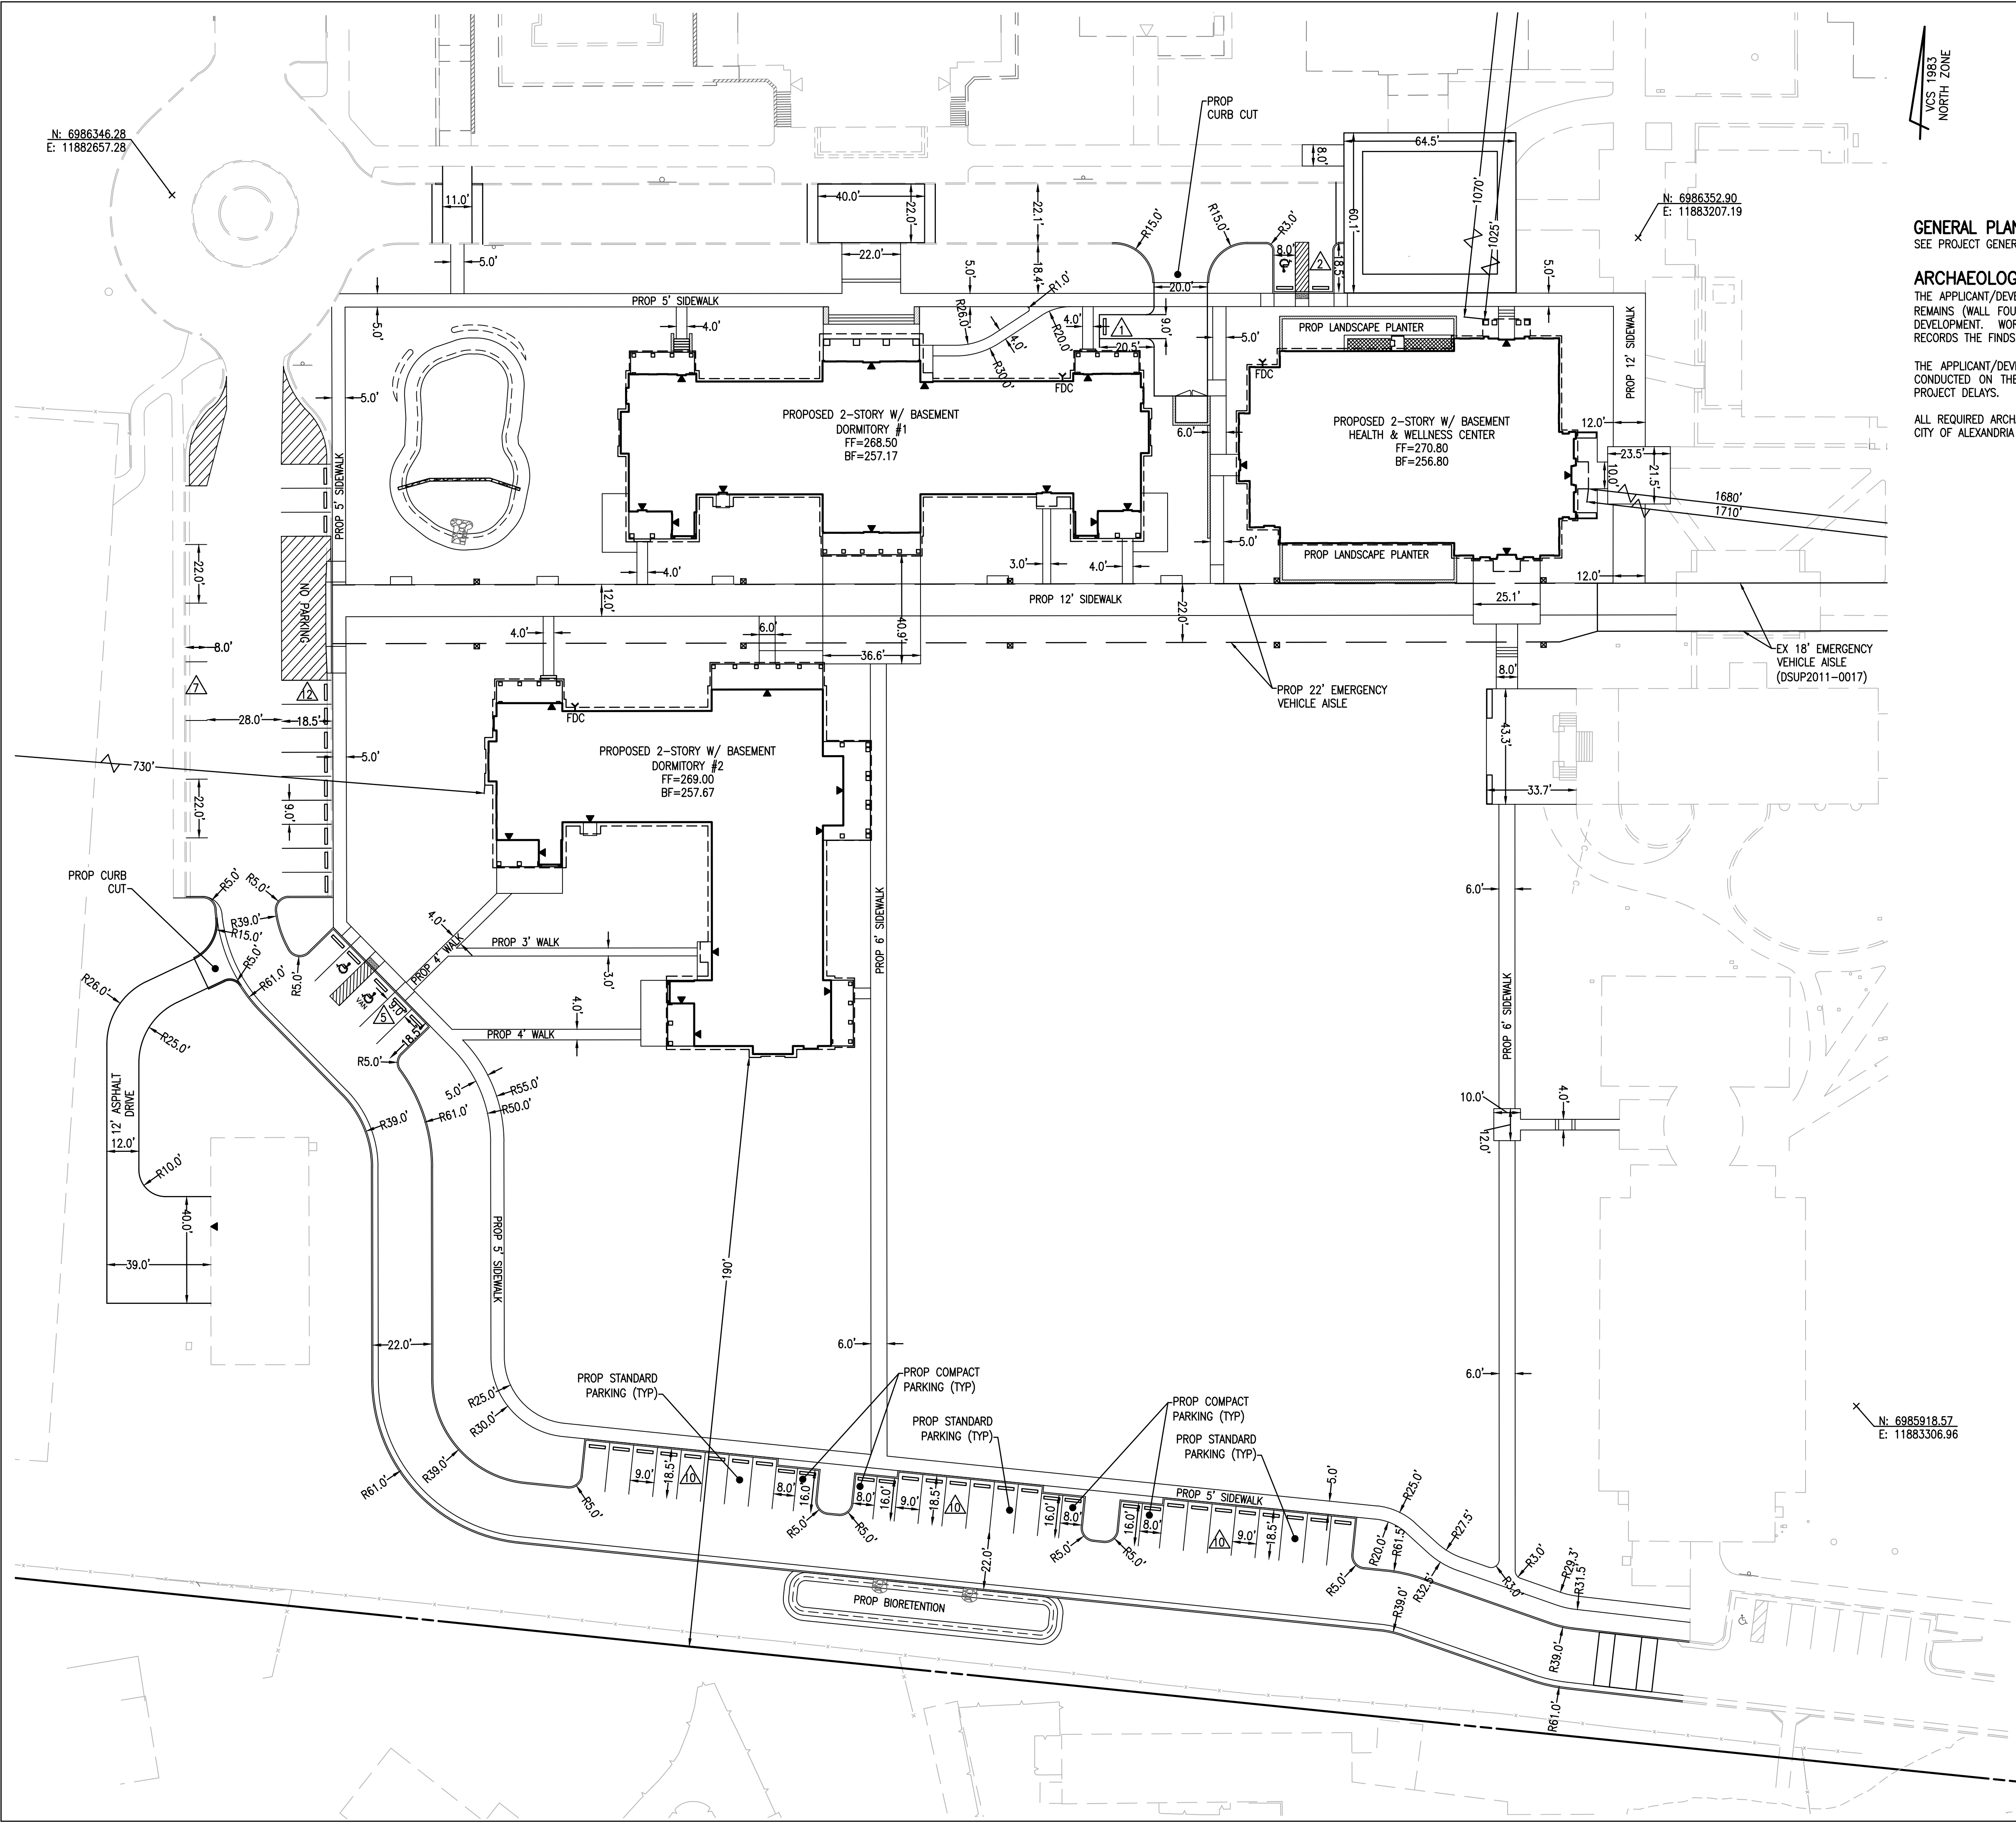 N: 6986346.28
E: 11882657.28
PROP
CURB CUT
VCS 1983
NORTH ZONE
N: 6986352.90
E: 11883207.19
GENERAL PLAN
SEE PROJECT GENER
ARCHAEOLOG
THE APPLICANT/DEVE
REMAINS (WALL FOU
DEVELOPMENT. WOR
RECORDS THE FINDS
THE APPLICANT/DEVE
CONDUCTED ON THE
PROJECT DELAYS.
ALL REQUIRED ARCH
CITY OF ALEXANDRIA
11.0'
5.0'
40.0'
22.0'
22.0'
22.1'
18.4'
5.0'
R15.0'
R15.0'
R3.0'
8.0'
2
18.5'
20.0'
8.0'
64.5'
60.1'
1070'
1025'
5.0'
PROP 5' SIDEWALK
5.0'
4.0'
R26.0'
R1.0'
4.0'
R20.0'
R30.0'
4.0'
1
9.0'
20.5'
5.0'
PROP LANDSCAPE PLANTER
FDC
FDC
PROP 12' SIDEWALK
5.0'
PROP 5' SIDEWALK
PROPOSED 2-STORY W/ BASEMENT
DORMITORY #1
FF=268.50
BF=257.17
6.0'
PROPOSED 2-STORY W/ BASEMENT
HEALTH & WELLNESS CENTER
FF=270.80
BF=256.80
12.0'
23.5'
10.0'
21.5'
1680'
1710'
22.0'
NO PARKING
8.0'
7
12
28.0'
18.5'
4.0'
3.0'
4.0'
5.0'
PROP LANDSCAPE PLANTER
12.0'
12.0'
PROP 12' SIDEWALK
22.0'
25.1'
4.0'
6.0'
40.9'
36.6'
8.0'
PROP 22' EMERGENCY
VEHICLE AISLE
EX 18' EMERGENCY
VEHICLE AISLE
(DSUP2011-0017)
FDC
730'
5.0'
22.0'
9.0'
PROPOSED 2-STORY W/ BASEMENT
DORMITORY #2
FF=269.00
BF=257.67
43.3'
33.7'
PROP CURB
CUT
R5.0'
R5.0'
R39.0'
R15.0'
R5.0'
R61.0'
R5.0'
R26.0'
R25.0'
VAN
9.0'
5
18.5'
R5.0'
4.0'
PROP 4' WALK
PROP 3' WALK
3.0'
PROP 4' WALK
4.0'
PROP 6' SIDEWALK
6.0'
PROP 6' SIDEWALK
5.0'
R55.0'
R50.0'
R39.0'
R61.0'
12' ASPHALT
DRIVE
12.0'
R10.0'
40.0'
39.0'
10.0'
4.0'
12.0'
PROP 5' SIDEWALK
190'
22.0'
6.0'
6.0'
R25.0'
R30.0'
R39.0'
R61.0'
R5.0'
PROP STANDARD
PARKING (TYP)
PROP COMPACT
PARKING (TYP)
PROP STANDARD
PARKING (TYP)
PROP COMPACT
PARKING (TYP)
PROP STANDARD
PARKING (TYP)
N: 6985918.57
E: 11883306.96
9.0'
18.5'
10
8.0'
16.0'
R5.0'
R5.0'
8.0'
16.0'
9.0'
18.5'
10
22.0'
16.0'
8.0'
R5.0'
R5.0'
16.0'
8.0'
PROP 5' SIDEWALK
10
9.0'
18.5'
5.0'
R25.0'
R20.0'
R61.5'
R27.5'
R32.5'
R5.0'
R3.0'
R3.0'
R29.3'
R31.5'
R39.0'
R39.0'
R61.0'
PROP BIORETENTION